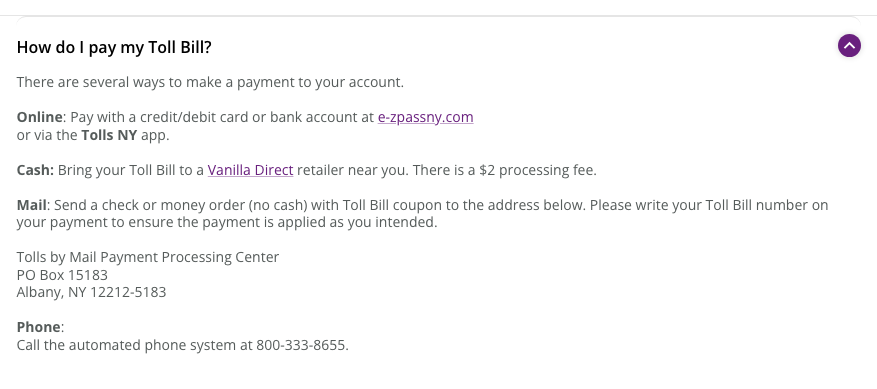 How do I pay my Toll Bill?
There are several ways to make a payment to your account.
Online: Pay with a credit/debit card or bank account at e-zpassny.com
or via the Tolls NY app.
Cash: Bring your Toll Bill to a Vanilla Direct retailer near you. There is a $2 processing fee.
Mail: Send a check or money order (no cash) with Toll Bill coupon to the address below. Please write your Toll Bill number on
your payment to ensure the payment is applied as you intended.
Tolls by Mail Payment Processing Center
PO Box 15183
Albany, NY 12212-5183
Phone:
Call the automated phone system at 800-333-8655.